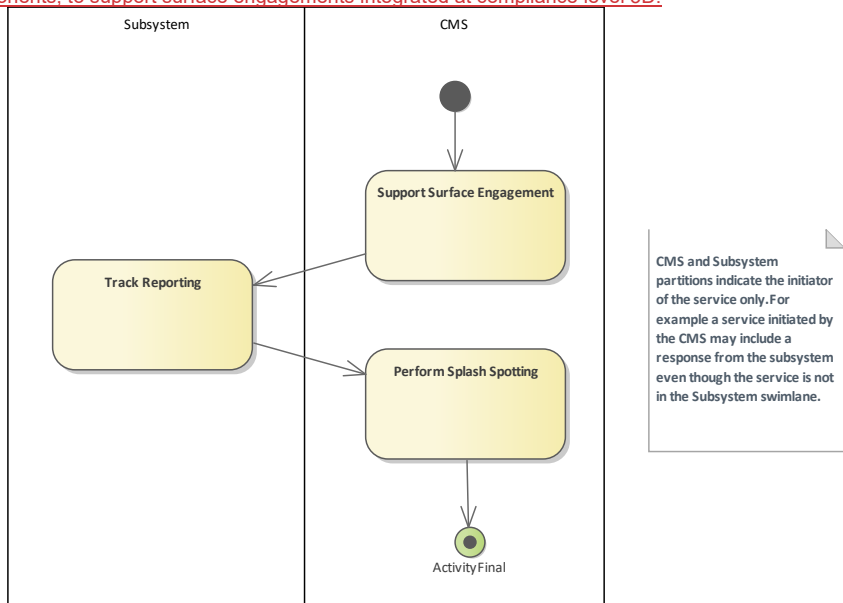 to support surface engagements integrated at compliance level 3D.
Subsystem
CMS
Support Surface Engagement
Track Reporting
Perform Splash Spotting
ActivityFinal
CMS and Subsystem
partitions indicate the initiator
of the service only.For
example a service initiated by
the CMS may include a
response from the subsystem
even though the service is not
in the Subsystem swimlane.